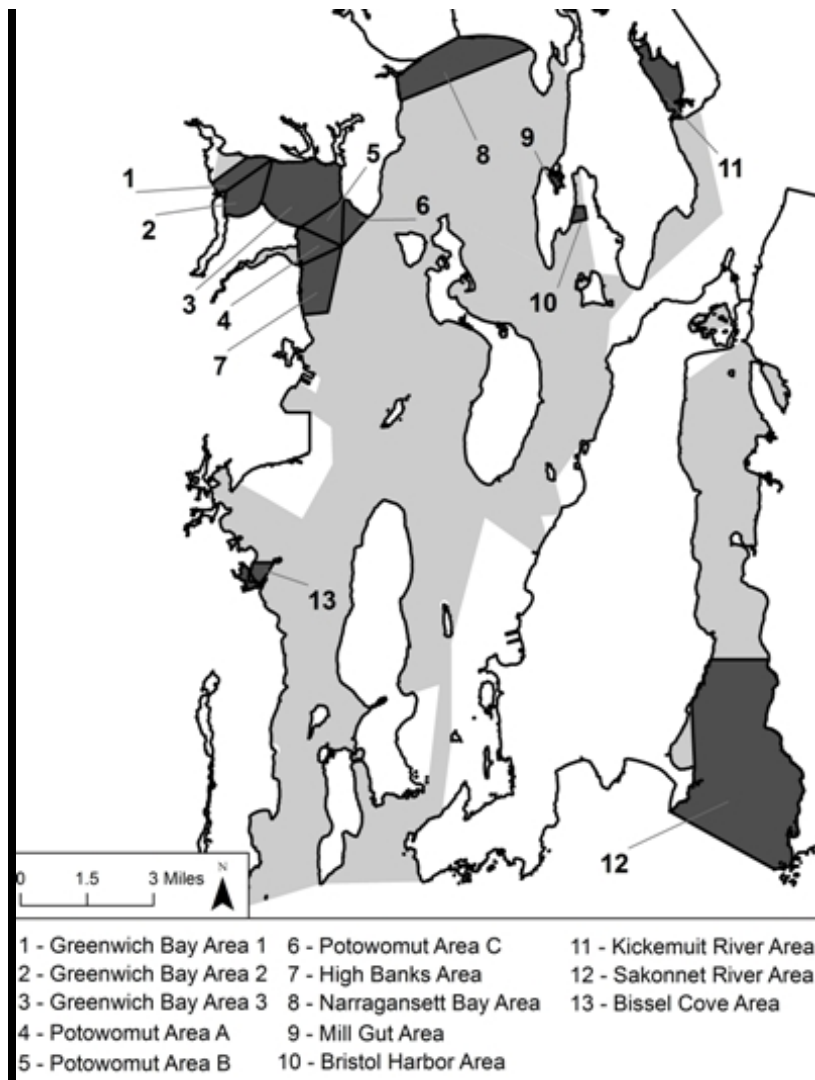 8
9
11
5
1
6
2
10
3
4
7
13
12
N
0 1.5 3 Miles
1 - Greenwich Bay Area 1 6 - Potowomut Area C 11 - Kickemuit River Area
2 - Greenwich Bay Area 2 7 - High Banks Area 12 - Sakonnet River Area
3 - Greenwich Bay Area 3 8 - Narragansett Bay Area 13 - Bissel Cove Area
4 - Potowomut Area A 9 - Mill Gut Area
5 - Potowomut Area B 10 - Bristol Harbor Area